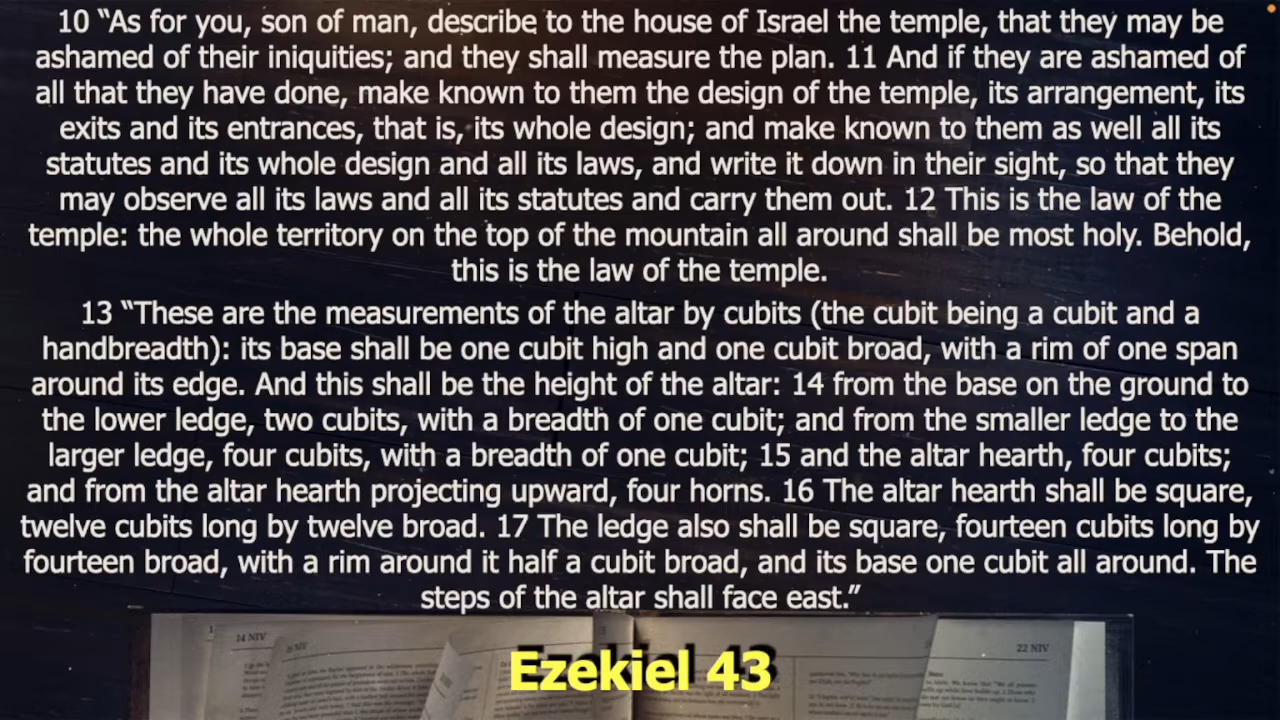 10 “As for you, son of man, describe to the house of Israel the temple, that they may be
ashamed of their iniquities; and they shall measure the plan. 11 And if they are ashamed of
all that they have done, make known to them the design of the temple, its arrangement, its
exits and its entrances, that is, its whole design; and make known to them as well all its
statutes and its whole design and all its laws, and write it down in their sight, so that they
may observe all its laws and all its statutes and carry them out. 12 This is the law of the
temple: the whole territory on the top of the mountain all around shall be most holy. Behold,
this is the law of the temple.
13 “These are the measurements of the altar by cubits (the cubit being a cubit and a
handbreadth): its base shall be one cubit high and one cubit broad, with a rim of one span
around its edge. And this shall be the height of the altar: 14 from the base on the ground to
the lower ledge, two cubits, with a breadth of one cubit; and from the smaller ledge to the
larger ledge, four cubits, with a breadth of one cubit; 15 and the altar hearth, four cubits;
and from the altar hearth projecting upward, four horns. 16 The altar hearth shall be square,
twelve cubits long by twelve broad. 17 The ledge also shall be square, fourteen cubits long by
fourteen broad, with a rim around it half a cubit broad, and its base one cubit all around. The
steps of the altar shall face east.”
14 NIV
22 NIV
Ezekiel 43